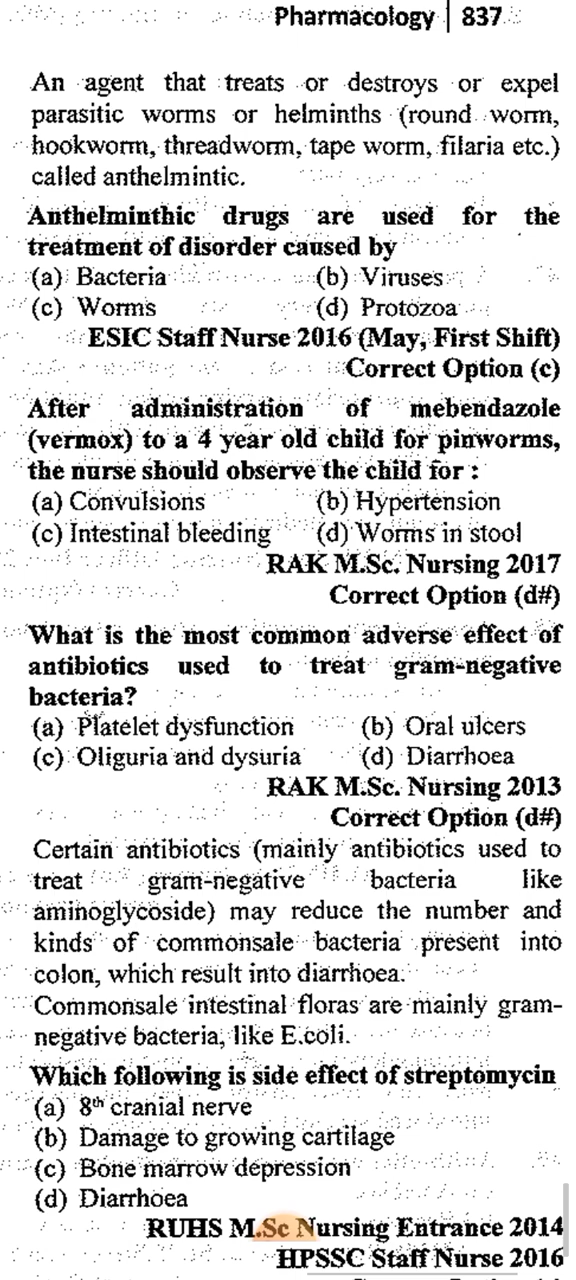 Pharmacology | 837
An agent that treats or destroys or expel
parasitic worms or helminths (round worm,
hookworm, threadworm, tape worm, filaria etc.)
called anthelmintic.
Anthelminthic drugs are used for the
treatment of disorder caused by
(a) Bacteria (b) Viruses
(c) Worms (d) Protozoa
ESIC Staff Nurse 2016 (May, First Shift)
Correct Option (c)
After administration of mebendazole
(vermox) to a 4 year old child for pinworms,
the nurse should observe the child for :
(a) Convulsions (b) Hypertension
(c) Intestinal bleeding (d) Worms in stool
RAK M.Sc. Nursing 2017
Correct Option (d#)
What is the most common adverse effect of
antibiotics used to treat gram-negative
bacteria?
(a) Platelet dysfunction (b) Oral ulcers
(c) Oliguria and dysuria (d) Diarrhoea
RAK M.Sc. Nursing 2013
Correct Option (d#)
Certain antibiotics (mainly antibiotics used to
treat gram-negative bacteria like
aminoglycoside) may reduce the number and
kinds of commonsale bacteria present into
colon, which result into diarrhoea.
Commonsale intestinal floras are mainly gram-
negative bacteria, like E.coli.
Which following is side effect of streptomycin
(a) 8th cranial nerve
(b) Damage to growing cartilage
(c) Bone marrow depression
(d) Diarrhoea
RUHS M.Sc Nursing Entrance 2014
HPSSC Staff Nurse 2016